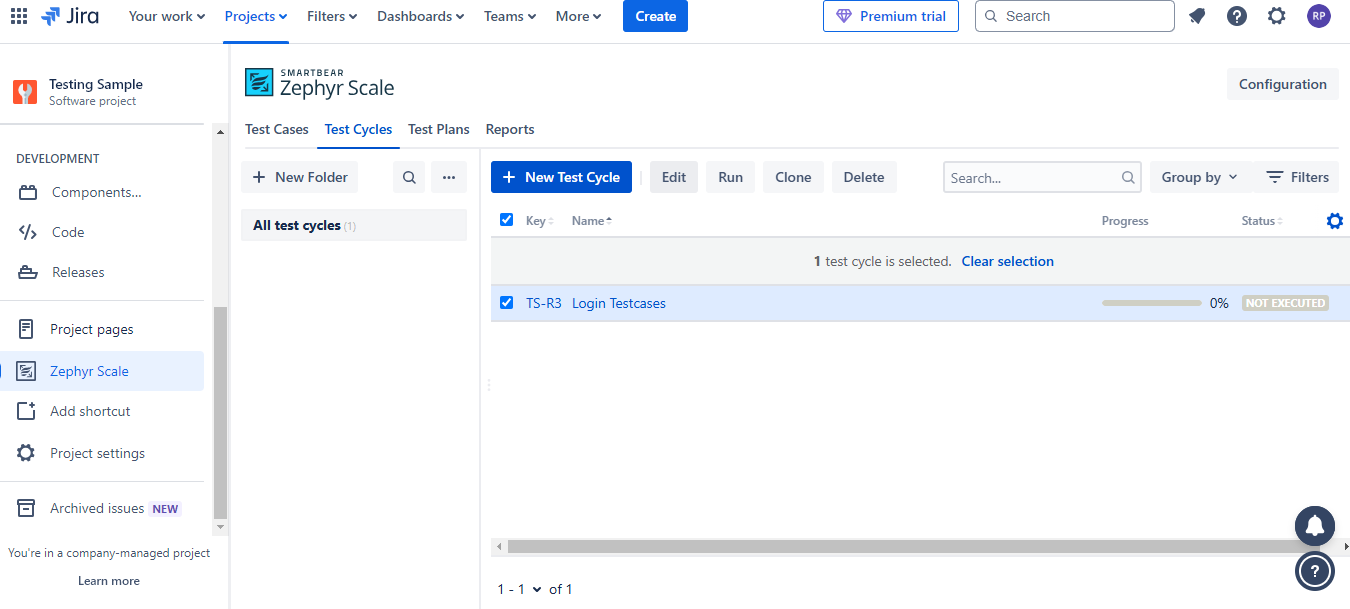 Jira Your work Projects Filters Dashboards Teams More Create Premium trial Search RP
Testing Sample
Software project
DEVELOPMENT
Components...
Code
Releases
Project pages
Zephyr Scale
Add shortcut
Project settings
Archived issues NEW
You're in a company-managed project
Learn more
SMARTBEAR
Zephyr Scale
Configuration
Test Cases Test Cycles Test Plans Reports
+ New Folder ...
All test cycles (1)
+ New Test Cycle Edit Run Clone Delete Search... Group by Filters
Key Name Progress Status
1 test cycle is selected. Clear selection
TS-R3 Login Testcases 0% NOT EXECUTED
1 - 1 of 1